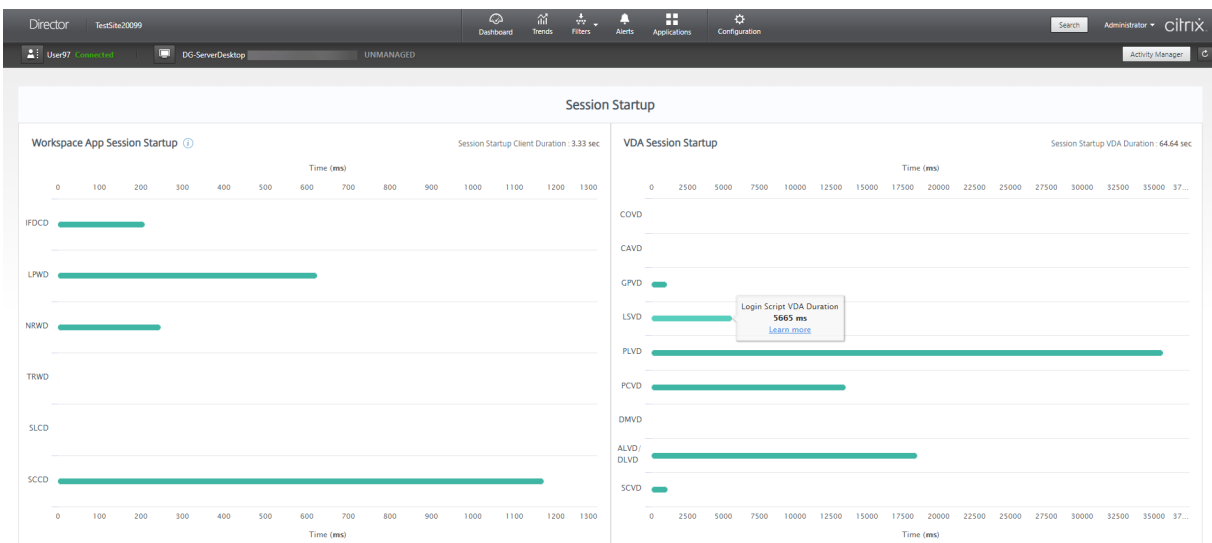 Director TestSite20099 Dashboard Trends Filters Alerts Applications Configuration Search Administrator citrix
User97 Connected DG-ServerDesktop UNMANAGED Activity Manager
Session Startup
Workspace App Session Startup Session Startup Client Duration : 3.33 sec
Time (ms)
0 100 200 300 400 500 600 700 800 900 1000 1100 1200 1300
IFDCD
LPWD
NRWD
TRWD
SLCD
SCCD
0 100 200 300 400 500 600 700 800 900 1000 1100 1200 1300
Time (ms)
VDA Session Startup Session Startup VDA Duration : 64.64 sec
Time (ms)
0 2500 5000 7500 10000 12500 15000 17500 20000 22500 25000 27500 30000 32500 35000 37...
COVD
CAVD
GPVD
LSVD
Login Script VDA Duration
5665 ms
Learn more
PLVD
PCVD
DMVD
ALVD/
DLVD
SCVD
0 2500 5000 7500 10000 12500 15000 17500 20000 22500 25000 27500 30000 32500 35000 37...
Time (ms)